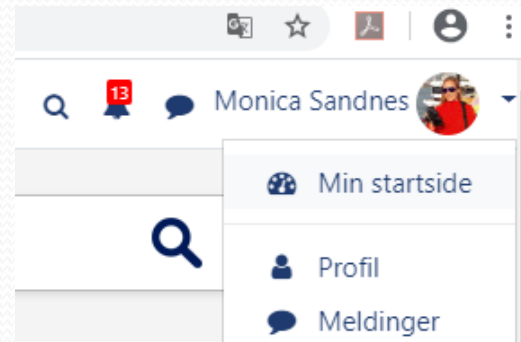 13
Monica Sandnes
Min startside
Profil
Meldinger